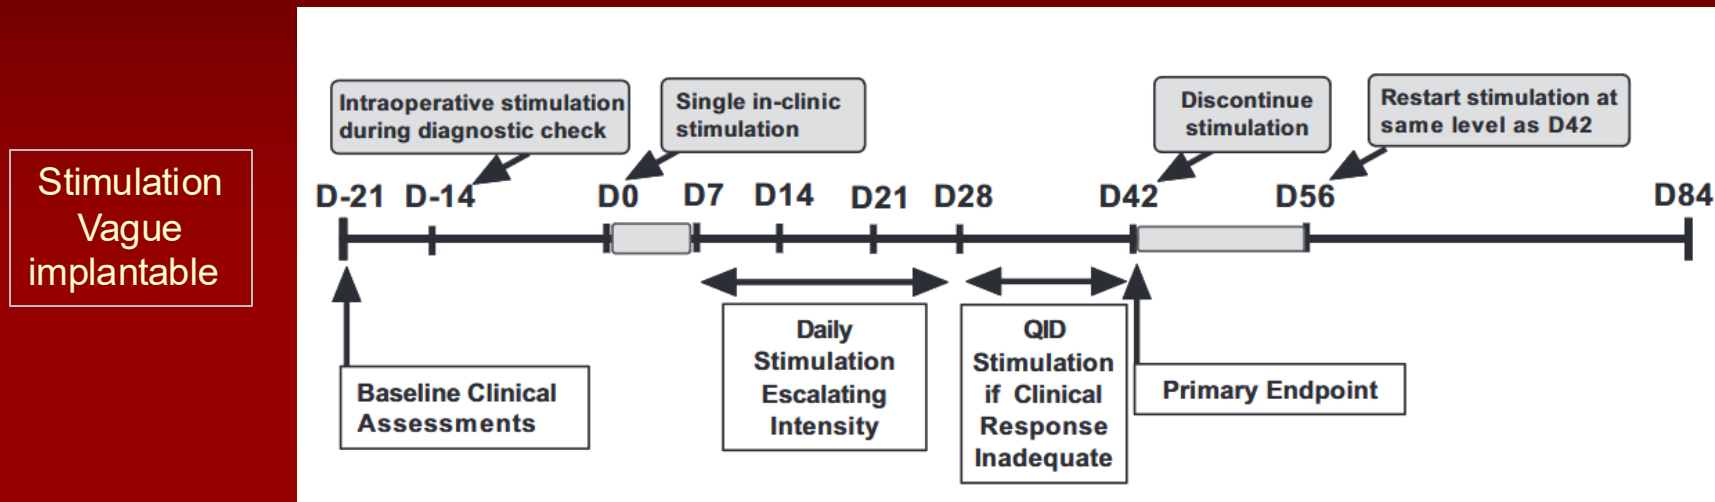 Stimulation
Vague
implantable
Intraoperative stimulation
during diagnostic check
Single in-clinic
stimulation
Discontinue
stimulation
Restart stimulation at
same level as D42
D-21 D-14 D0 D7 D14 D21 D28 D42 D56 D84
Baseline Clinical
Assessments
Daily
Stimulation
Escalating
Intensity
QID
Stimulation
if Clinical
Response
Inadequate
Primary Endpoint